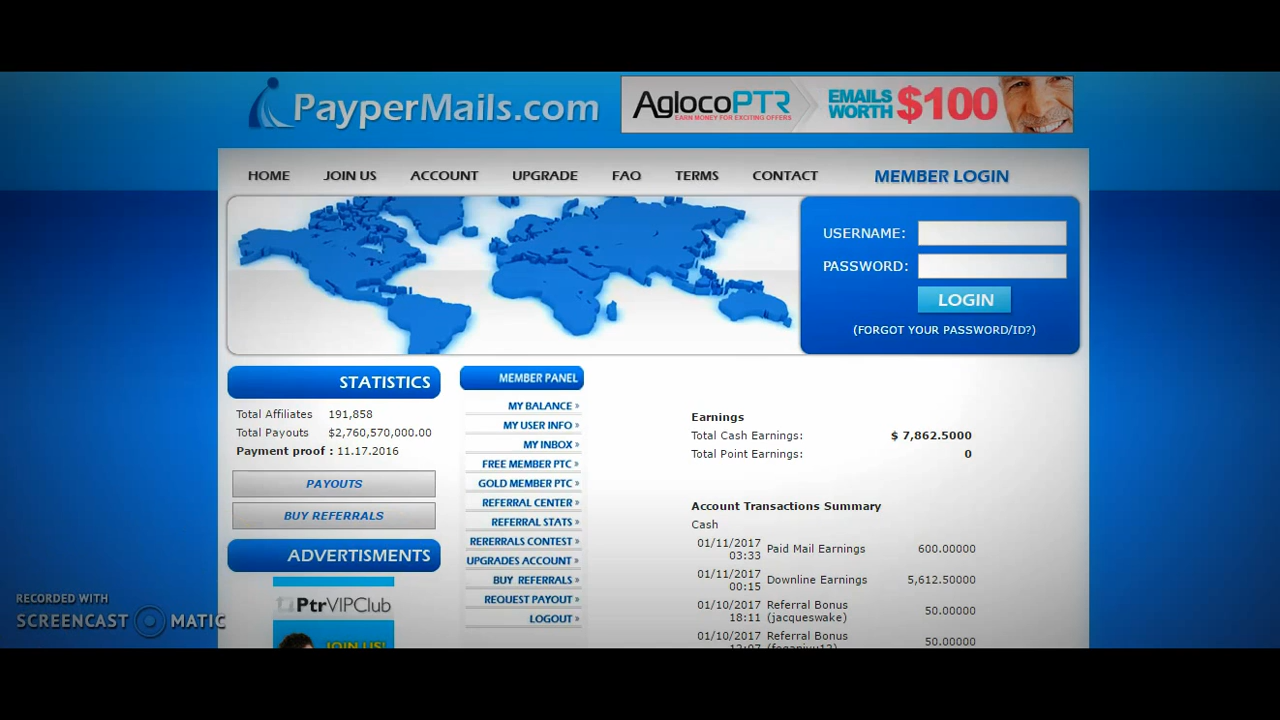 PayperMails.com
AglocoPTR
EARN MONEY FOR EXCITING OFFERS
EMAILS
WORTH
$100
HOME JOIN US ACCOUNT UPGRADE FAQ TERMS CONTACT MEMBER LOGIN
USERNAME:
PASSWORD:
LOGIN
(FORGOT YOUR PASSWORD/ID?)
STATISTICS
Total Affiliates 191,858
Total Payouts $2,760,570,000.00
Payment proof : 11.17.2016
PAYOUTS
BUY REFERRALS
ADVERTISMENTS
PtrVIPClub
JOIN US!
MEMBER PANEL
MY BALANCE »
MY USER INFO »
MY INBOX »
FREE MEMBER PTC »
GOLD MEMBER PTC »
REFERRAL CENTER »
REFERRAL STATS »
RERERRALS CONTEST »
UPGRADES ACCOUNT »
BUY REFERRALS »
REQUEST PAYOUT »
LOGOUT »
Earnings
Total Cash Earnings: $ 7,862.5000
Total Point Earnings: 0
Account Transactions Summary
Cash
01/11/2017
03:33 Paid Mail Earnings 600.00000
01/11/2017
00:15 Downline Earnings 5,612.50000
01/10/2017 Referral Bonus
18:11 (jacqueswake) 50.00000
01/10/2017 Referral Bonus
50.00000
RECORDED WITH
SCREENCAST MATIC